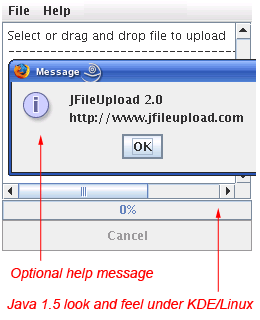 File Help
Select or drag and drop file to upload
Message
JFileUpload 2.0
http://www.jfileupload.com
OK
0%
Cancel
Optional help message
Java 1.5 look and feel under KDE/Linux